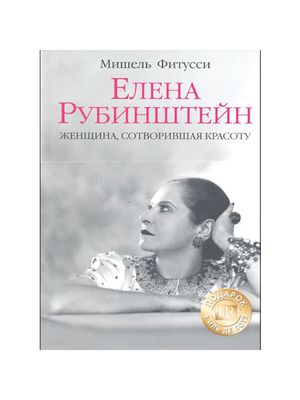 Мишель Фитусси
ЕЛЕНА
РУБИНШТЕЙН
ЖЕНЩИНА, СОТВОРИВШАЯ КРАСОТУ
ПОДАРОК